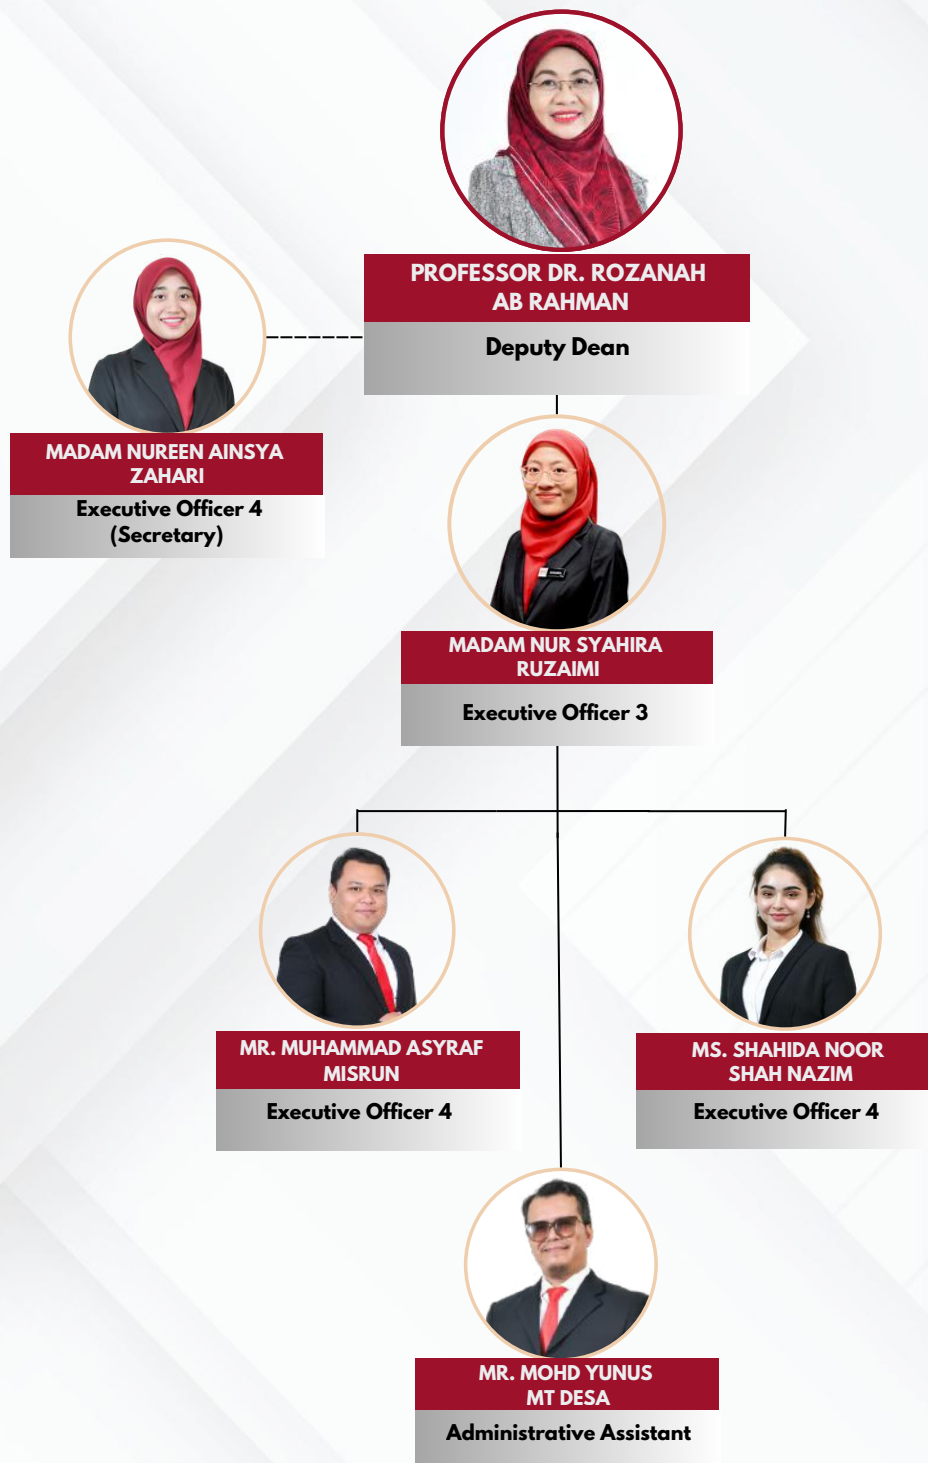 PROFESSOR DR. ROZANAH
AB RAHMAN
Deputy Dean
MADAM NUREEN AINSYA
ZAHARI
Executive Officer 4
(Secretary)
MADAM NUR SYAHIRA
RUZAIMI
Executive Officer 3
MR. MUHAMMAD ASYRAF
MISRUN
Executive Officer 4
MS. SHAHIDA NOOR
SHAH NAZIM
Executive Officer 4
MR. MOHD YUNUS
MT DESA
Administrative Assistant